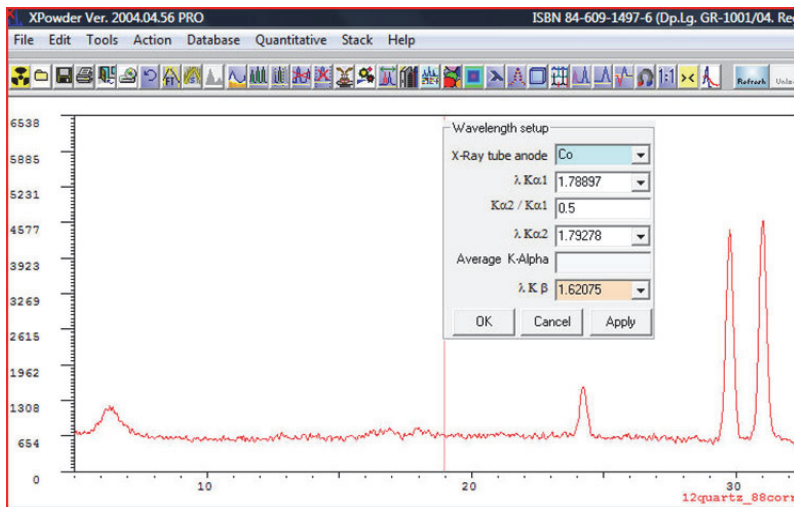 XPowder Ver. 2004.04.56 PRO ISBN 84-609-1497-6 (Dp.Lg. GR-1001/04. Re
File Edit Tools Action Database Quantitative Stack Help
1:1 Refresh
6538
5885
5231
4577
3923
3269
2615
1962
1308
654
0
Wavelength setup
X-Ray tube anode Co
λ Kα1 1.78897
Kα2 / Kα1 0.5
λ Kα2 1.79278
Average K-Alpha
λ K β 1.62075
OK Cancel Apply
10 20 30
12quartz_88corr